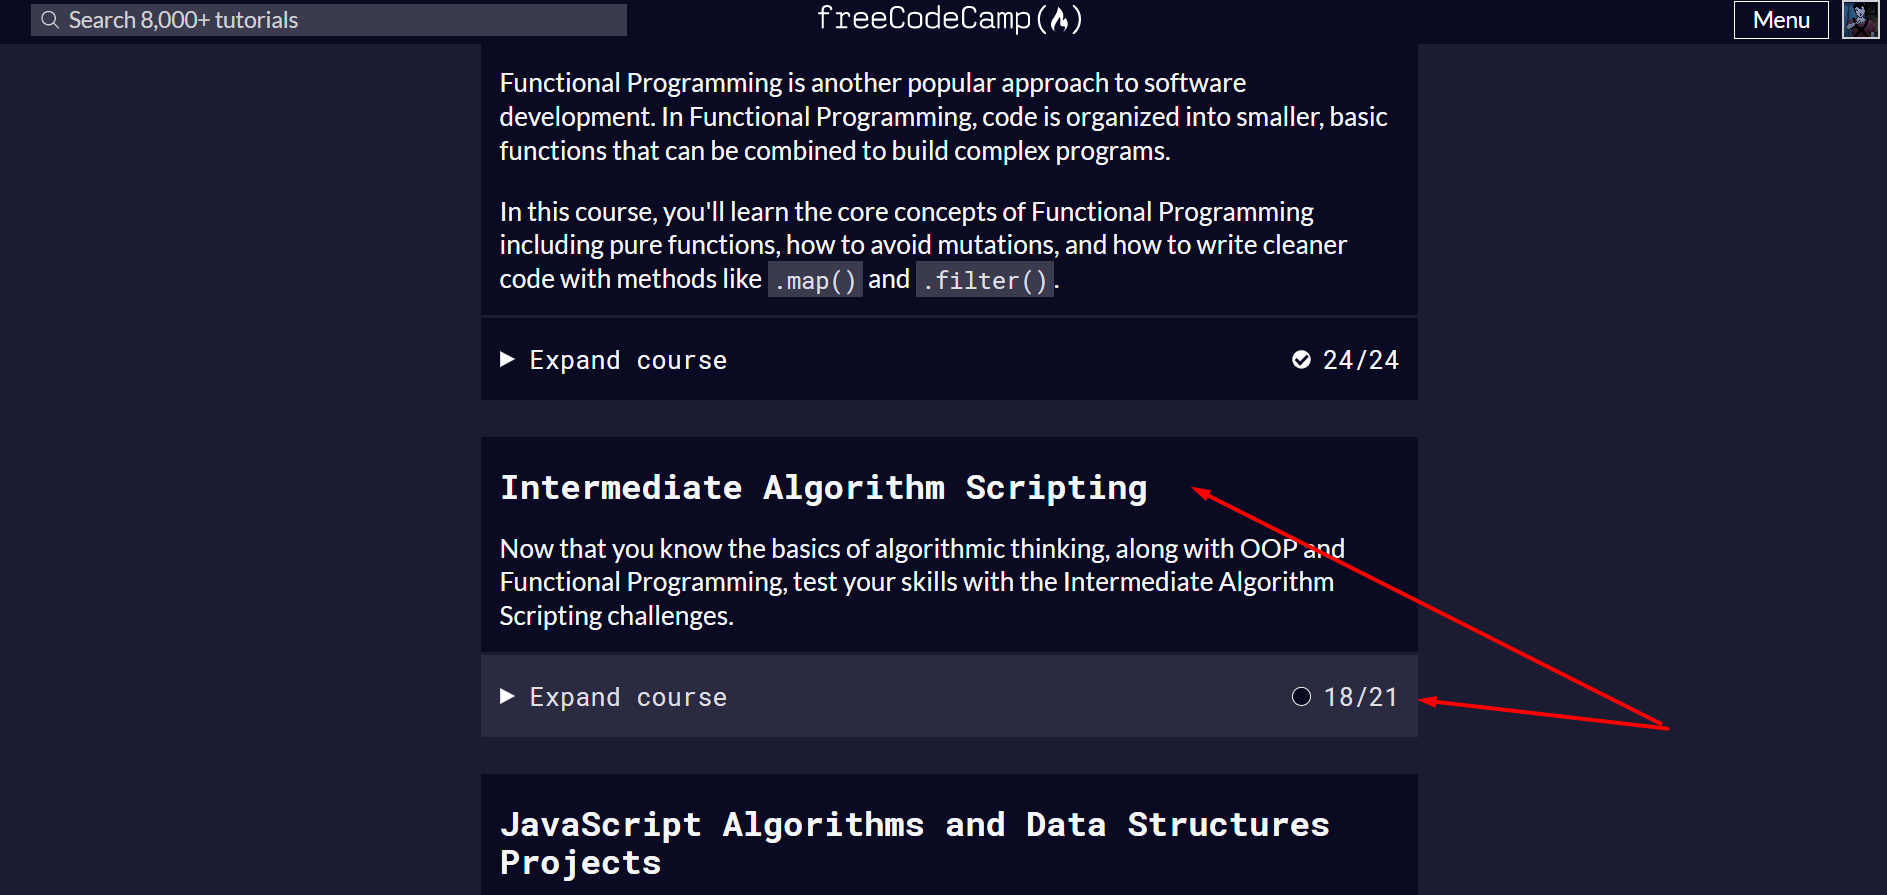 Search 8,000+ tutorials
freeCodeCamp
Menu
Functional Programming is another popular approach to software
development. In Functional Programming, code is organized into smaller, basic
functions that can be combined to build complex programs.
In this course, you'll learn the core concepts of Functional Programming
including pure functions, how to avoid mutations, and how to write cleaner
code with methods like .map() and .filter().
Expand course 24/24
Intermediate Algorithm Scripting
Now that you know the basics of algorithmic thinking, along with OOP and
Functional Programming, test your skills with the Intermediate Algorithm
Scripting challenges.
Expand course 18/21
JavaScript Algorithms and Data Structures
Projects